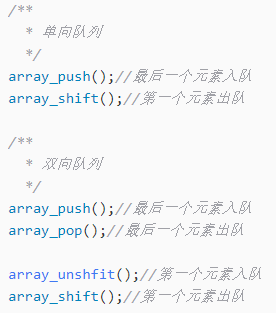 /**
* 单向队列
*/
array_push();//最后一个元素入队
array_shift();//第一个元素出队
/**
* 双向队列
*/
array_push();//最后一个元素入队
array_pop();//最后一个元素出队
array_unshfit();//第一个元素入队
array_shift();//第一个元素出队